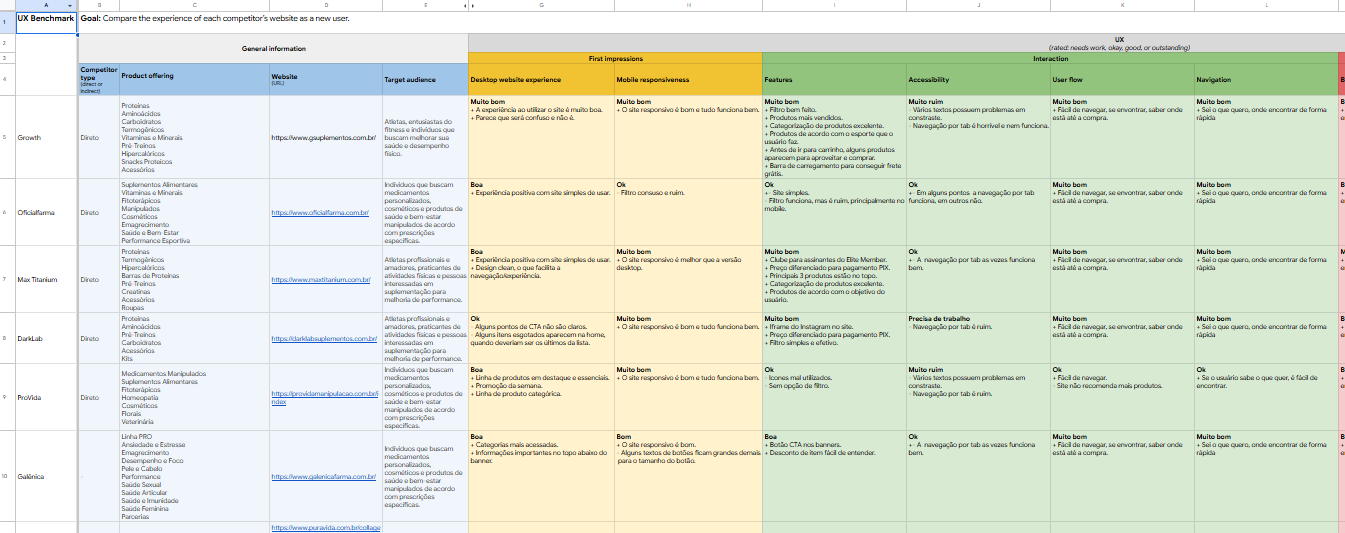 A B C D E G H I J K L
1 UX Benchmark Goal: Compare the experience of each competitor's website as a new user.
2 General information UX
(rated: needs work, okay, good, or outstanding)
3 First impressions Interaction
4 Competitor type (direct or indirect) Product offering Website (URL) Target audience Desktop website experience Mobile responsiveness Features Accessibility User flow Navigation
5
Growth
Direto
Proteínas
Aminoácidos
Carboidratos
Termogênicos
Vitaminas e Minerais
Pré-Treinos
Hipercalóricos
Snacks Proteicos
Acessórios
https://www.gsuplementos.com.br/
Atletas, entusiastas do
fitness e indivíduos que
buscam melhorar sua
saúde e desempenho
físico.
Muito bom
+ A experiência ao utilizar o site é muito boa.
+ Parece que será confuso e não é.
Muito bom
+ O site responsivo é bom e tudo funciona bem.
Muito bom
+ Filtro bem feito.
+ Produtos mais vendidos.
+ Categorização de produtos excelente.
+ Produtos de acordo com o esporte que o
usuário faz.
+ Antes de ir para carrinho, alguns produtos
aparecem para aproveitar e comprar.
+ Barra de carregamento para conseguir frete
grátis.
Muito ruim
- Vários textos possuem problemas em
constraste.
- Navegação por tab é horrível e nem funciona.
Muito bom
+ Fácil de navegar, se enontrar, saber onde
está até a compra.
Muito bom
+ Sei o que quero, onde encontrar de forma
rápida
6
Oficialfarma
Direto
Suplementos Alimentares
Vitaminas e Minerais
Fitoterápicos
Manipulados
Cosméticos
Emagrecimento
Saúde e Bem-Estar
Performance Esportiva
https://www.oficialfarma.com.br/
Indivíduos que buscam
medicamentos
personalizados,
cosméticos e produtos de
saúde e bem-estar
manipulados de acordo
com prescrições
específicas.
Boa
+ Experiência positiva com site simples de usar.
Ok
- Filtro consuso e ruim.
Ok
+- Site simples.
- Filtro funciona, mas é ruim, principalmente no
mobile.
Ok
+- Em alguns pontos a navegação por tab
funciona, em outros não.
Muito bom
+ Fácil de navegar, se enontrar, saber onde
está até a compra.
Muito bom
+ Sei o que quero, onde encontrar de forma
rápida
7
Max Titanium
Direto
Proteínas
Termogênicos
Hipercalóricos
Barras de Proteínas
Pré-Treinos
Creatinas
Acessórios
Roupas
https://www.maxtitanium.com.br/
Atletas profissionais e
amadores, praticantes de
atividades físicas e pessoas
interessadas em
suplementação para
melhoria de performance.
Boa
+ Experiência positiva com site simples de usar.
+ Design clean, o que facilita a
navegação/experiência.
Muito bom
+ O site responsivo é melhor que a versão
desktop.
Muito bom
+ Clube para assinantes do Elite Member.
+ Preço diferenciado para pagamento PIX.
+ Principais 3 produtos estão no topo.
+ Categorização de produtos excelente.
+ Produtos de acordo com o objetivo do
usuário.
Ok
+- A navegação por tab as vezes funciona
bem.
Muito bom
+ Fácil de navegar, se enontrar, saber onde
está até a compra.
Muito bom
+ Sei o que quero, onde encontrar de forma
rápida
8
DarkLab
Direto
Proteínas
Aminoácidos
Pré-Treinos
Carboidratos
Acessórios
Kits
https://darklabsuplementos.com.br/
Atletas profissionais e
amadores, praticantes de
atividades físicas e pessoas
interessadas em
suplementação para
melhoria de performance.
Ok
- Alguns pontos de CTA não são claros.
- Alguns itens esgotados aparecem na home,
quando deveriam ser os últimos da lista.
Muito bom
+ O site responsivo é bom e tudo funciona bem.
Muito bom
+ Iframe do Instagram no site.
+ Preço diferenciado para pagamento PIX.
+ Filtro simples e efetivo.
Precisa de trabalho
- Navegação por tab é ruim.
Muito bom
+ Fácil de navegar, se enontrar, saber onde
está até a compra.
Muito bom
+ Sei o que quero, onde encontrar de forma
rápida
9
ProVida
Direto
Medicamentos Manipulados
Suplementos Alimentares
Fitoterápicos
Homeopatia
Cosméticos
Florais
Veterinária
https://providamanipulacao.com.br/i
ndex
Indivíduos que buscam
medicamentos
personalizados,
cosméticos e produtos de
saúde e bem-estar
manipulados de acordo
com prescrições
específicas.
Boa
+ Linha de produtos em destaque e essenciais.
+ Promoção da semana.
+ Linha de produto categórica.
Muito bom
+ O site responsivo é bom e tudo funciona bem.
Ok
- Ícones mal utilizados.
- Sem opção de filtro.
Muito ruim
- Vários textos possuem problemas em
constraste.
- Navegação por tab é ruim.
Ok
+ Fácil de navegar.
- Site não recomenda mais produtos.
Ok
+ Se o usuário sabe o que quer, é fácil de
encontrar.
10
Galênica
-
Linha PRO
Ansiedade e Estresse
Emagrecimento
Desempenho e Foco
Pele e Cabelo
Performance
Saúde Sexual
Saúde Articular
Saúde e Imunidade
Saúde Feminina
Parcerias
https://www.galenicafarma.com.br/
Indivíduos que buscam
medicamentos
personalizados,
cosméticos e produtos de
saúde e bem-estar
manipulados de acordo
com prescrições
específicas.
Boa
+ Categorias mais acessadas.
+ Informações importantes no topo abaixo do
banner.
Bom
+ O site responsivo é bom.
- Alguns textos de botões ficam grandes demais
para o tamanho do botão.
Boa
+ Botão CTA nos banners.
+ Desconto de item fácil de entender.
Ok
+- A navegação por tab as vezes funciona
bem.
Muito bom
+ Fácil de navegar, se enontrar, saber onde
está até a compra.
Muito bom
+ Sei o que quero, onde encontrar de forma
rápida
https://www.puravida.com.br/collage